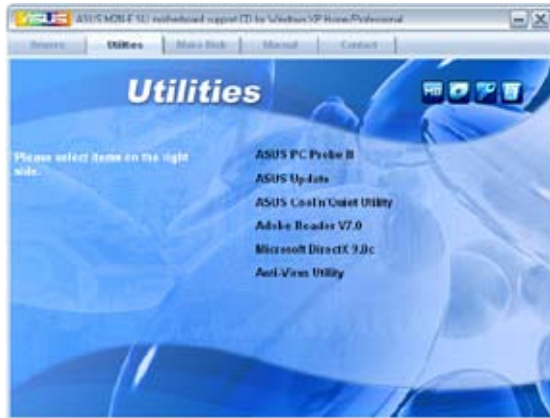 ASUS M2N-E SLI motherboard support CD for Windows XP Home/Professional
Drivers Utilities Make Disk Manual Contact
Utilities
Please select items on the right
side.
ASUS PC Probe II
ASUS Update
ASUS Cool'n'Quiet Utility
Adobe Reader V7.0
Microsoft DirectX 9.0c
Anti-Virus Utility